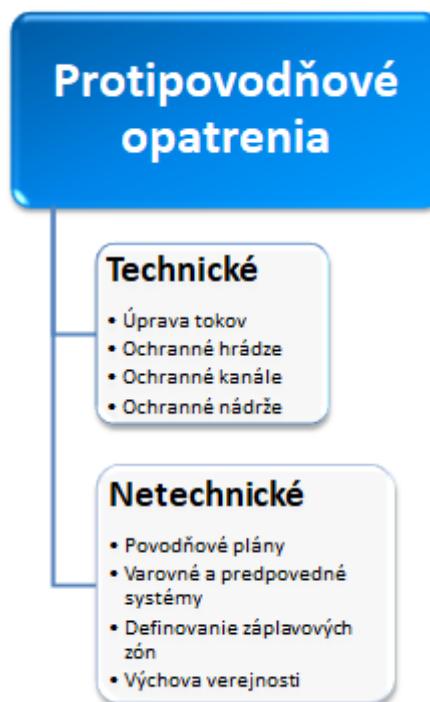 Protipovodňové
opatrenia
Technické
• Úprava tokov
• Ochranné hrádze
• Ochranné kanále
• Ochranné nádrže
Netechnické
• Povodňové plány
• Varovné a predpovedné
systémy
• Definovanie záplavových
zón
• Výchova verejnosti